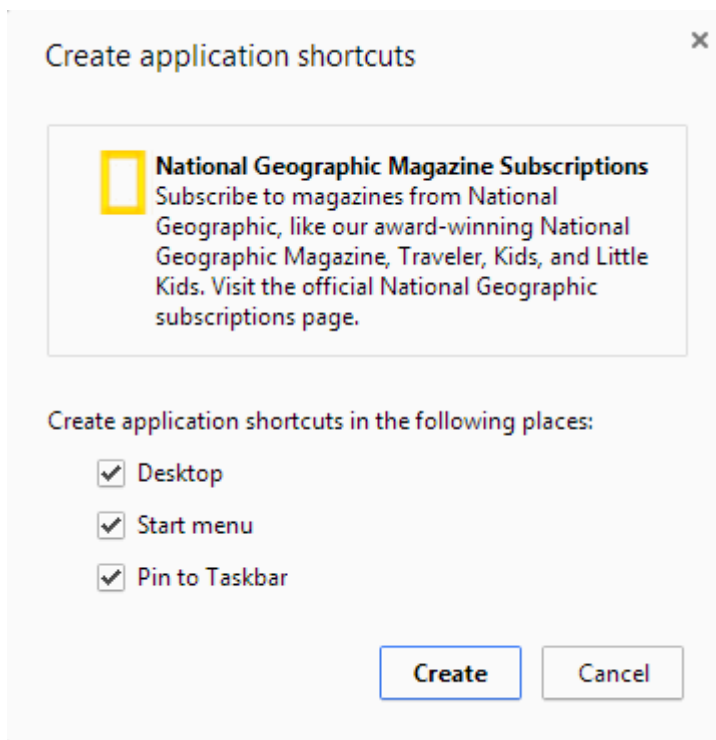 Create application shortcuts
National Geographic Magazine Subscriptions
Subscribe to magazines from National
Geographic, like our award-winning National
Geographic Magazine, Traveler, Kids, and Little
Kids. Visit the official National Geographic
subscriptions page.
Create application shortcuts in the following places:
Desktop
Start menu
Pin to Taskbar
Create
Cancel